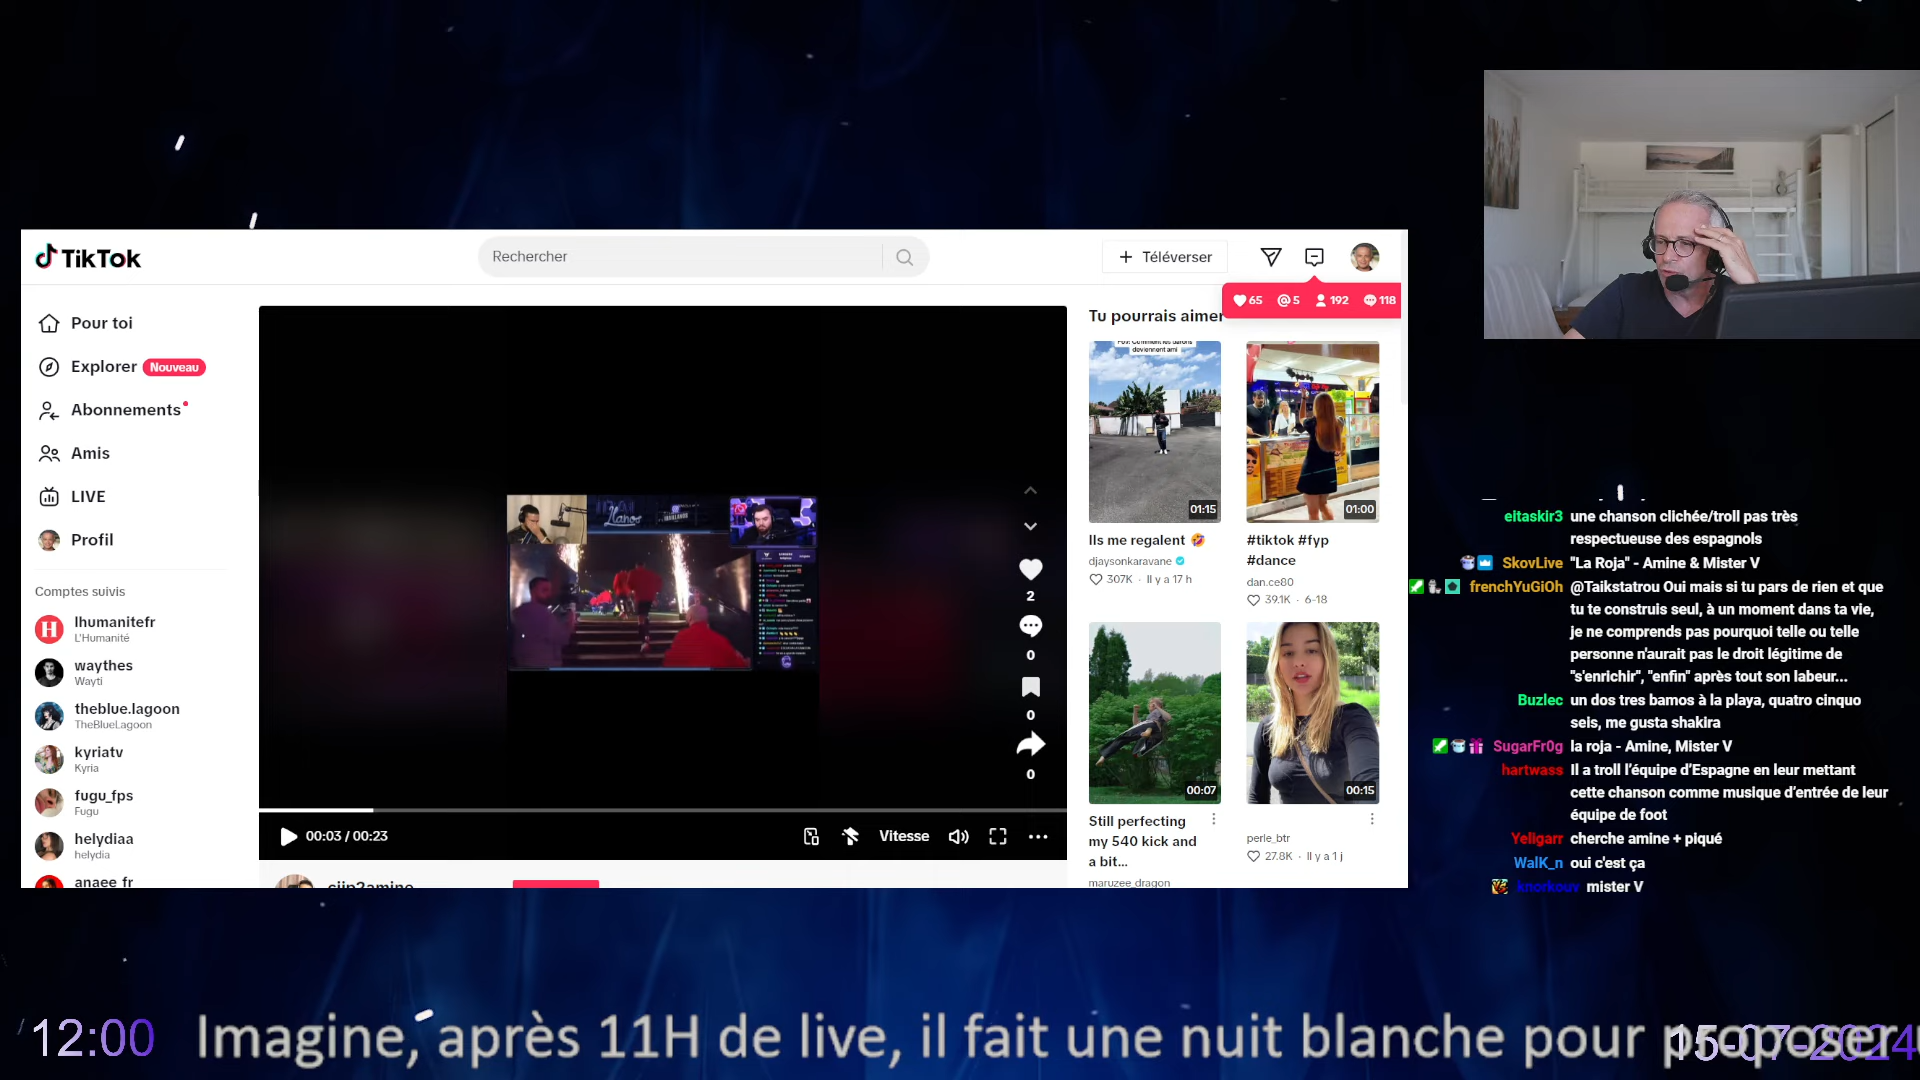 TikTok
Rechercher
Téléverser
65 5 192 118
Pour toi
Explorer Nouveau
Abonnements
Amis
LIVE
Profil
Comptes suivis
lhumanitefr
L'Humanité
waythes
Wayti
theblue.lagoon
TheBlueLagoon
kyriatv
Kyria
fugu_fps
Fugu
helydiaa
helydia
anaee_fr
2
0
0
0
00:03 / 00:23
Vitesse
Tu pourrais aimer
deviennent ami
01:15
Ils me regalent 🤣
djaysonkaravane
307K · Il y a 17 h
01:00
#tiktok #fyp
#dance
dan.ce80
39.1K · 6-18
00:07
Still perfecting
my 540 kick and
a bit...
maruzee_dragon
00:15
perle_btr
27.8K · Il y a 1 j
eitaskir3 une chanson clichée/troll pas très
respectueuse des espagnols
SkovLive "La Roja" - Amine & Mister V
frenchYuGiOh @Taikstatrou Oui mais si tu pars de rien et que
tu te construis seul, à un moment dans ta vie,
je ne comprends pas pourquoi telle ou telle
personne n'aurait pas le droit légitime de
"s'enrichir", "enfin" après tout son labeur...
Buzlec un dos tres bamos à la playa, quatro cinquo
seis, me gusta shakira
SugarFr0g la roja - Amine, Mister V
hartwass Il a troll l'équipe d'Espagne en leur mettant
cette chanson comme musique d'entrée de leur
équipe de foot
Yeligarr cherche amine + piqué
WalK_n oui c'est ça
knorkouv mister V
12:00
Imagine, après 11H de live, il fait une nuit blanche pour proposer
15-07-2024